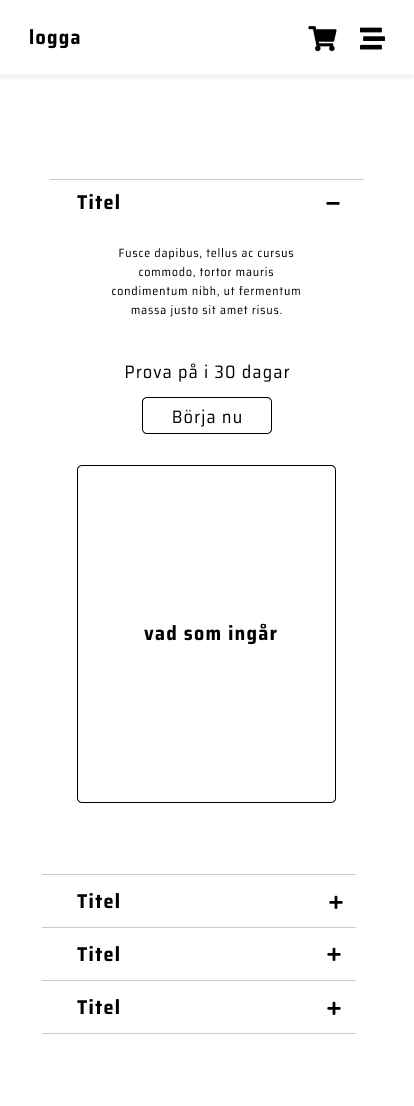 logga
Titel
Fusce dapibus, tellus ac cursus
commodo, tortor mauris
condimentum nibh, ut fermentum
massa justo sit amet risus.
Prova på i 30 dagar
Börja nu
vad som ingår
Titel
Titel
Titel